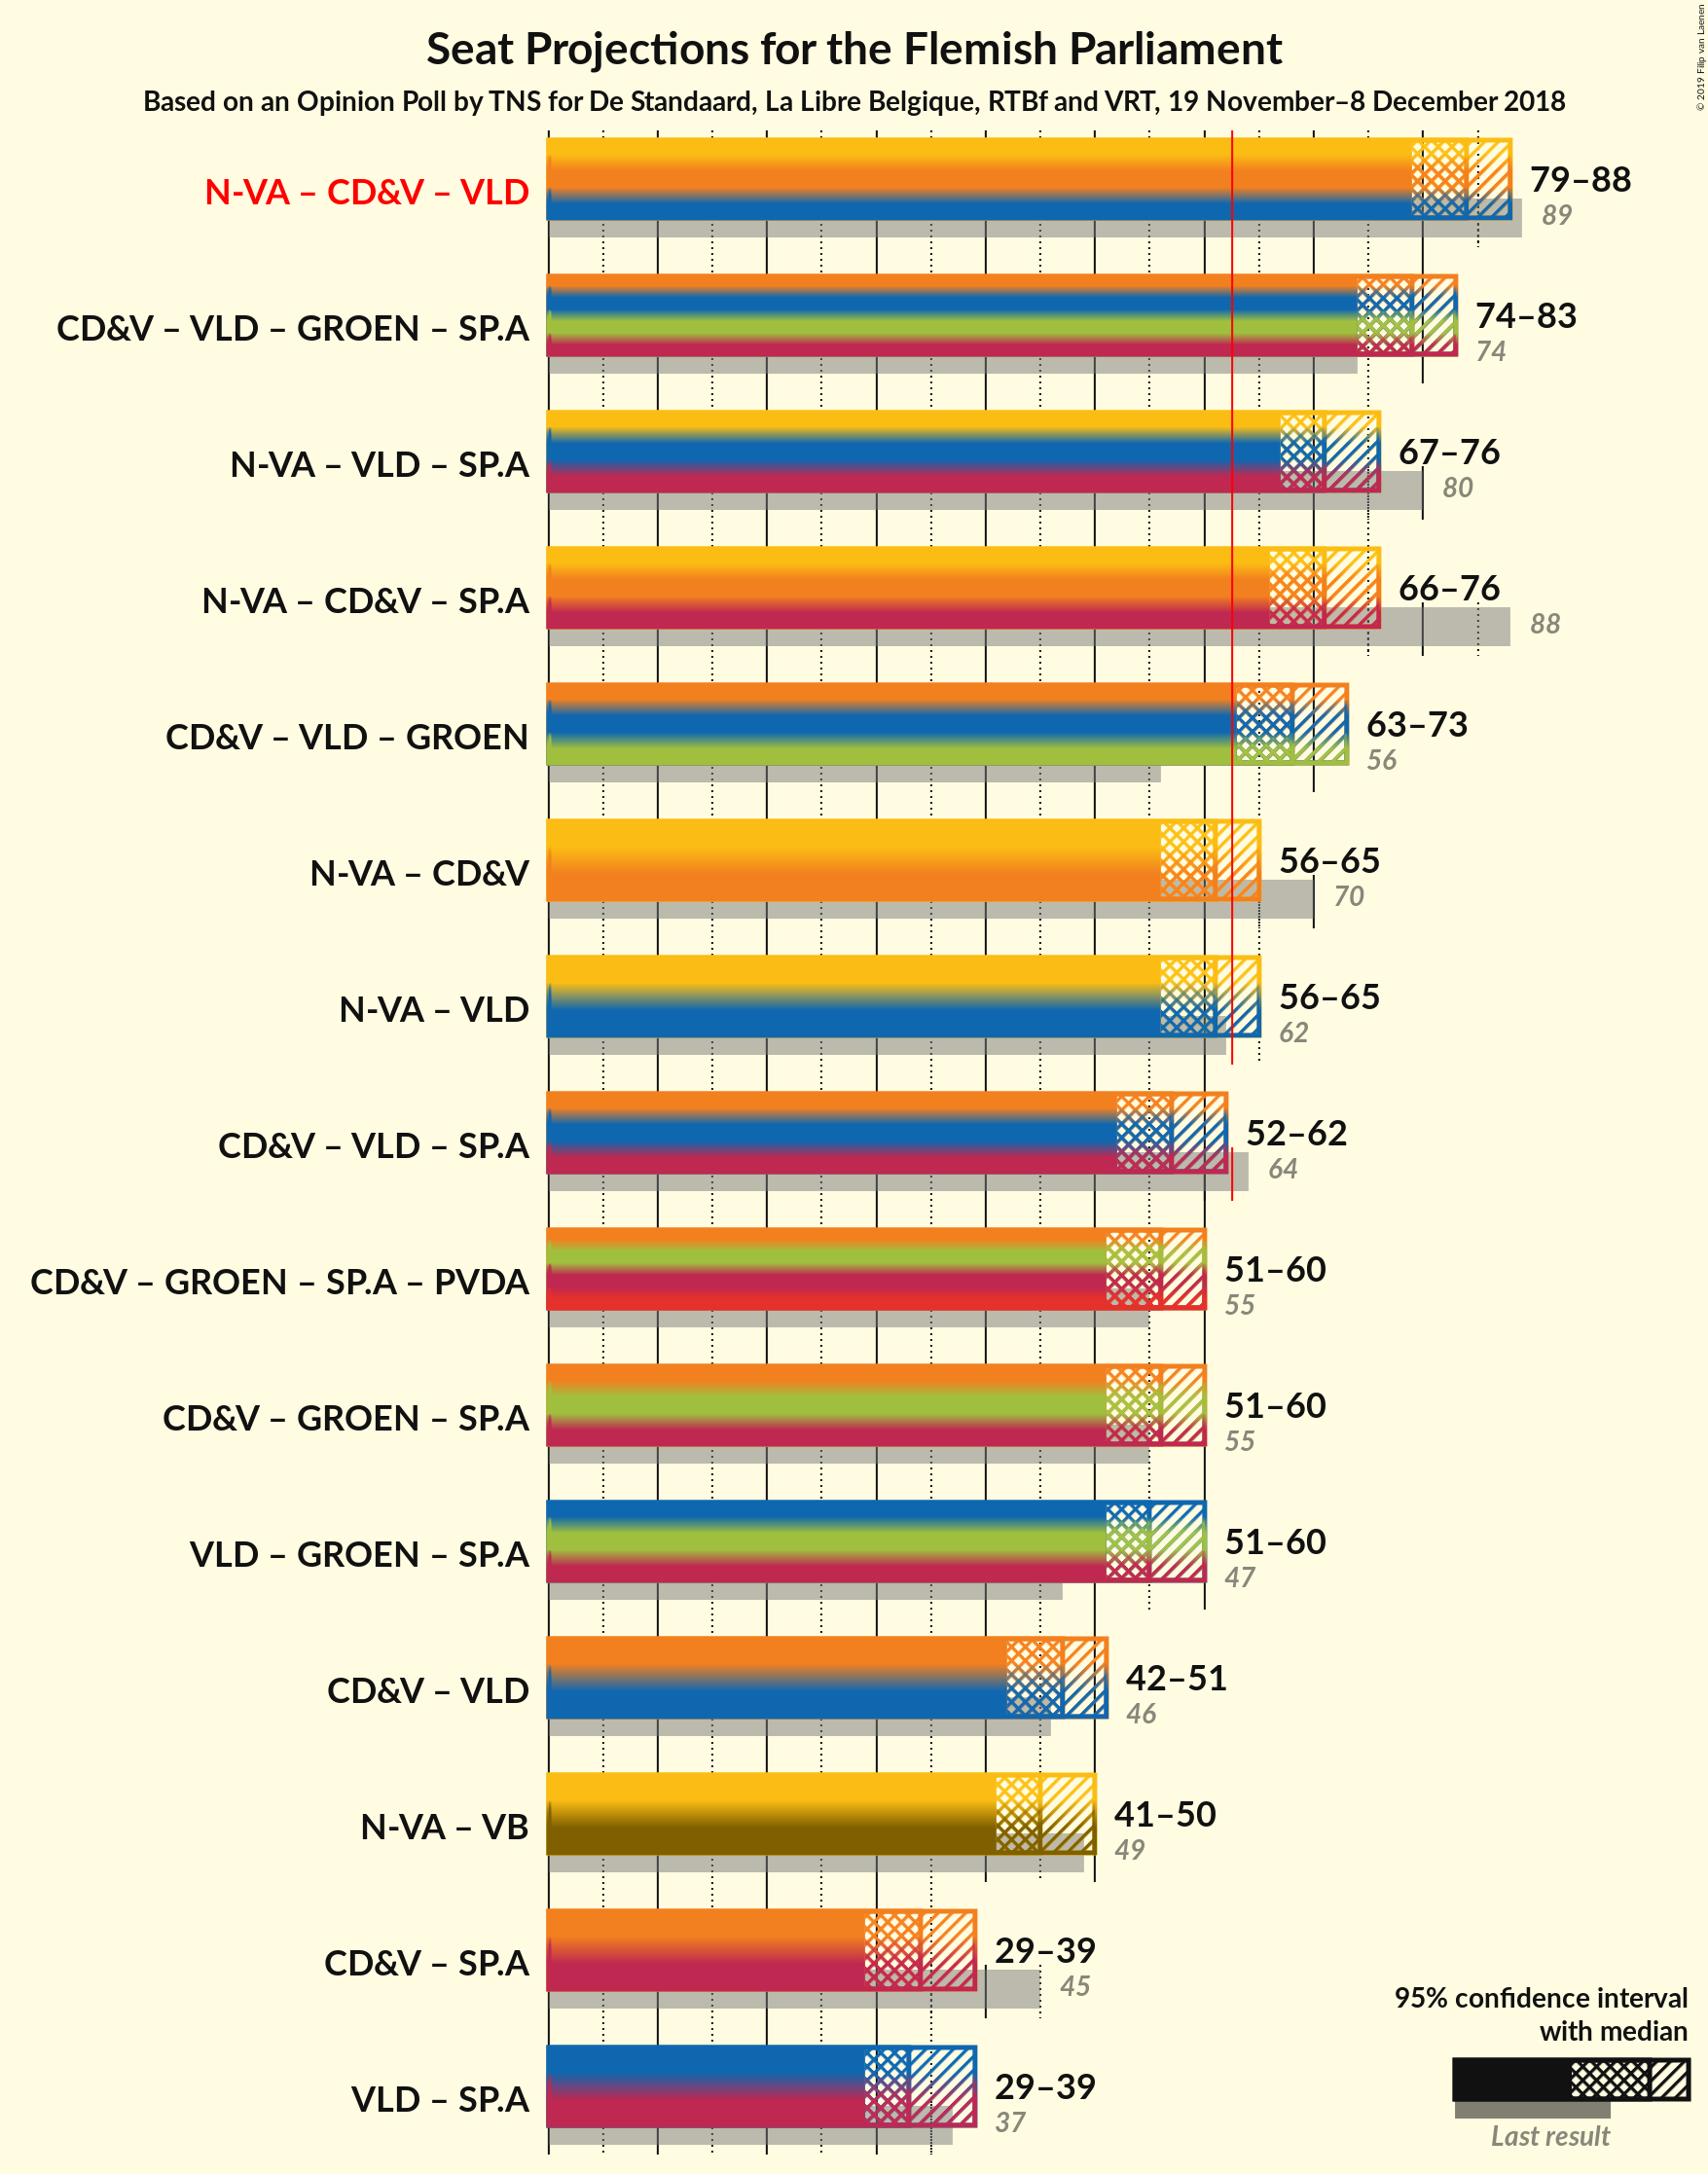 Seat Projections for the Flemish Parliament
Based on an Opinion Poll by TNS for De Standaard, La Libre Belgique, RTBf and VRT, 19 November–8 December 2018
© 2019 Filip van Laenen
N-VA – CD&V – VLD
79–88
89
CD&V – VLD – GROEN – SP.A
74–83
74
N-VA – VLD – SP.A
67–76
80
N-VA – CD&V – SP.A
66–76
88
CD&V – VLD – GROEN
63–73
56
N-VA – CD&V
56–65
70
N-VA – VLD
56–65
62
CD&V – VLD – SP.A
52–62
64
CD&V – GROEN – SP.A – PVDA
51–60
55
CD&V – GROEN – SP.A
51–60
55
VLD – GROEN – SP.A
51–60
47
CD&V – VLD
42–51
46
N-VA – VB
41–50
49
CD&V – SP.A
29–39
45
VLD – SP.A
29–39
37
95% confidence interval
with median
Last result